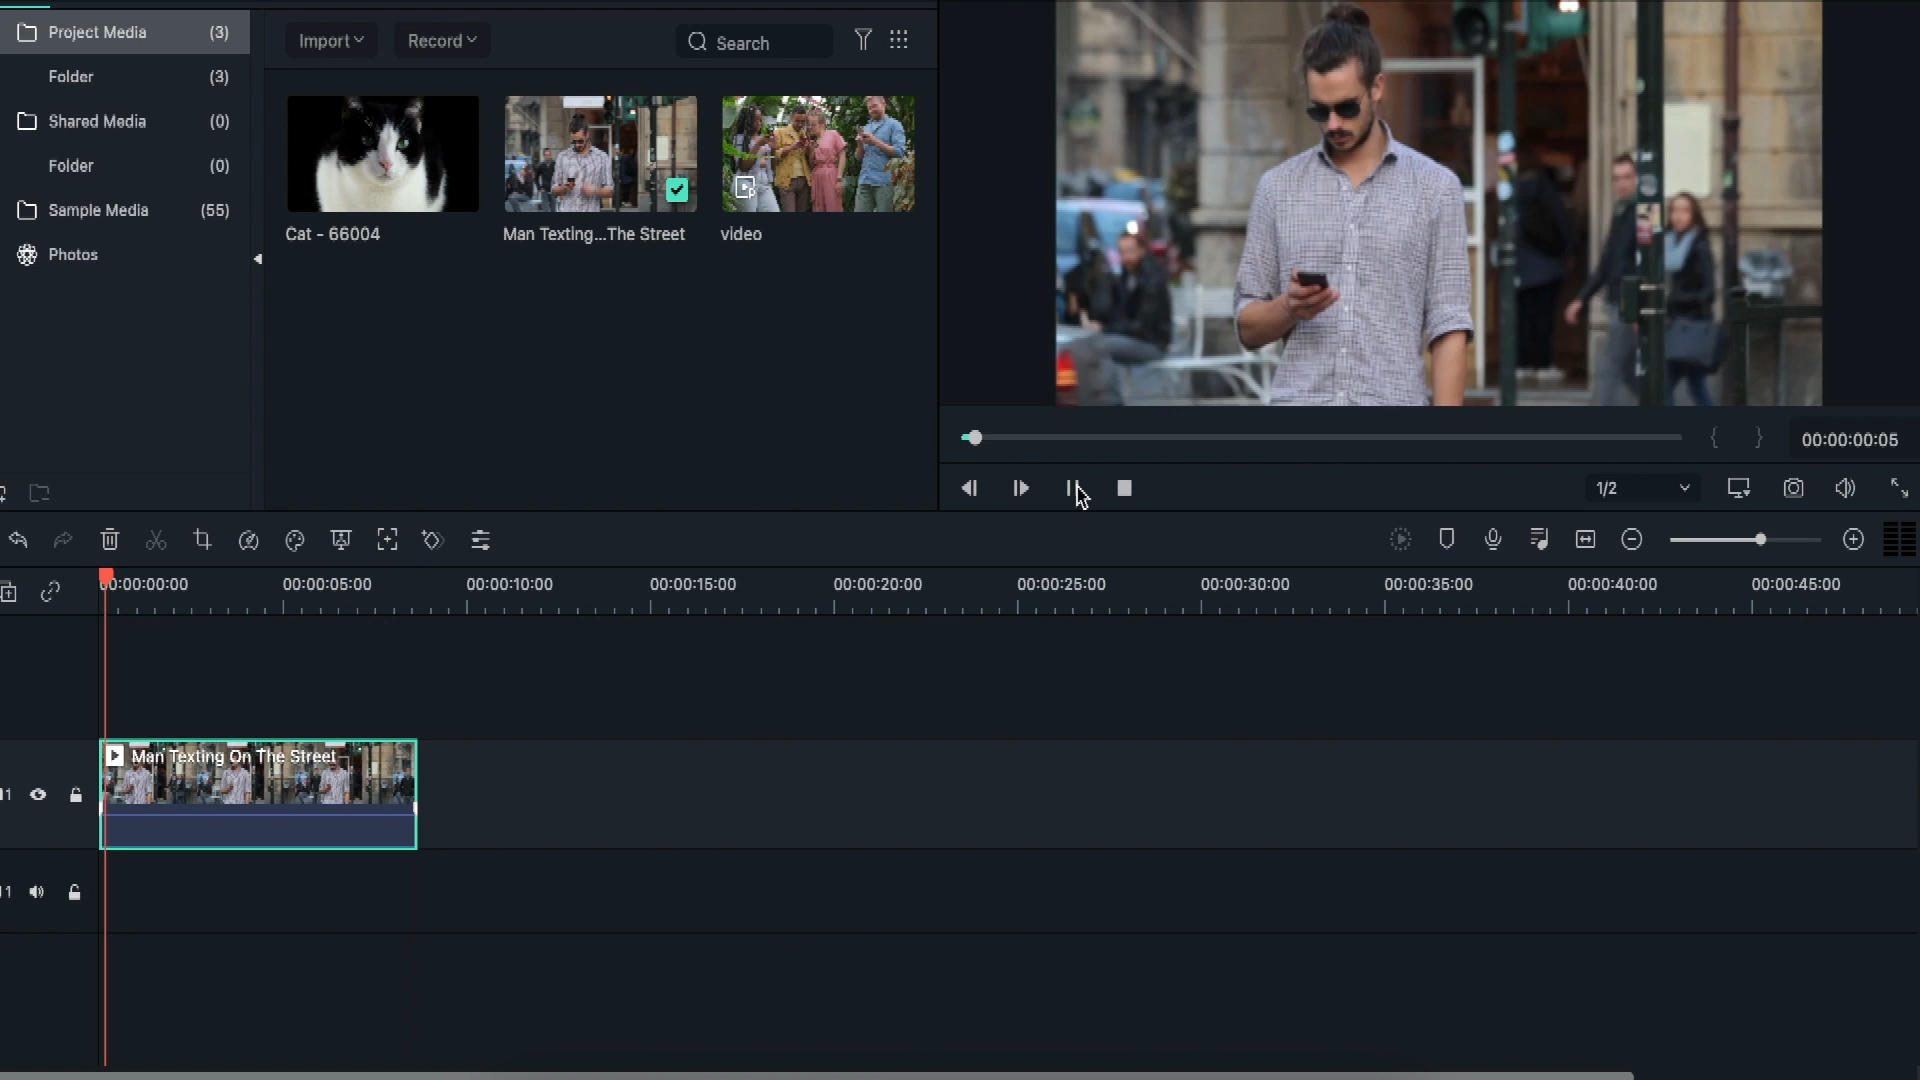 Project Media (3)
Folder (3)
Shared Media (0)
Folder (0)
Sample Media (55)
Photos
Import Record Search
Cat - 66004
Man Texting...The Street
video
00:00:00:05
1/2
00:00:00:00 00:00:05:00 00:00:10:00 00:00:15:00 00:00:20:00 00:00:25:00 00:00:30:00 00:00:35:00 00:00:40:00 00:00:45:00
Man Texting On The Street
1
1